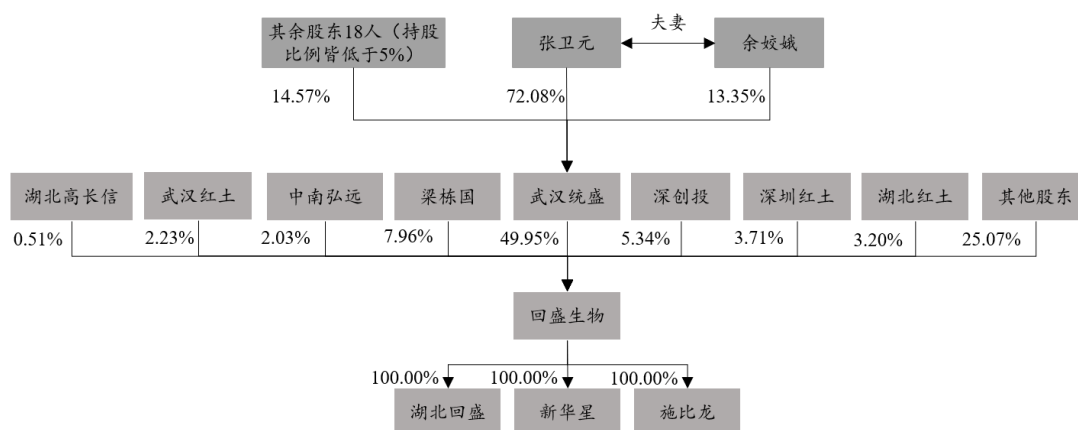 其余股东18人（持股
比例皆低于5%）
张卫元
夫妻
余姣娥
14.57%
72.08%
13.35%
湖北高长信
武汉红土
中南弘远
梁栋国
武汉统盛
深创投
深圳红土
湖北红土
其他股东
0.51%
2.23%
2.03%
7.96%
49.95%
5.34%
3.71%
3.20%
25.07%
回盛生物
100.00%
100.00%
100.00%
湖北回盛
新华星
施比龙